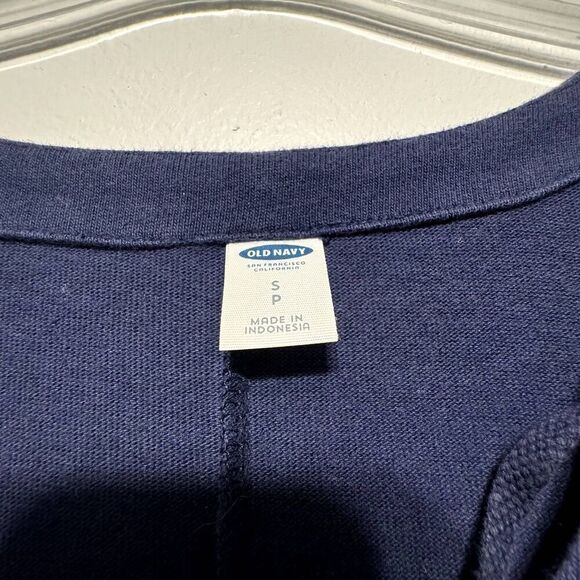 OLD NAVY
SAN FRANCISCO
CALIFORNIA
S
P
MADE IN
INDONESIA